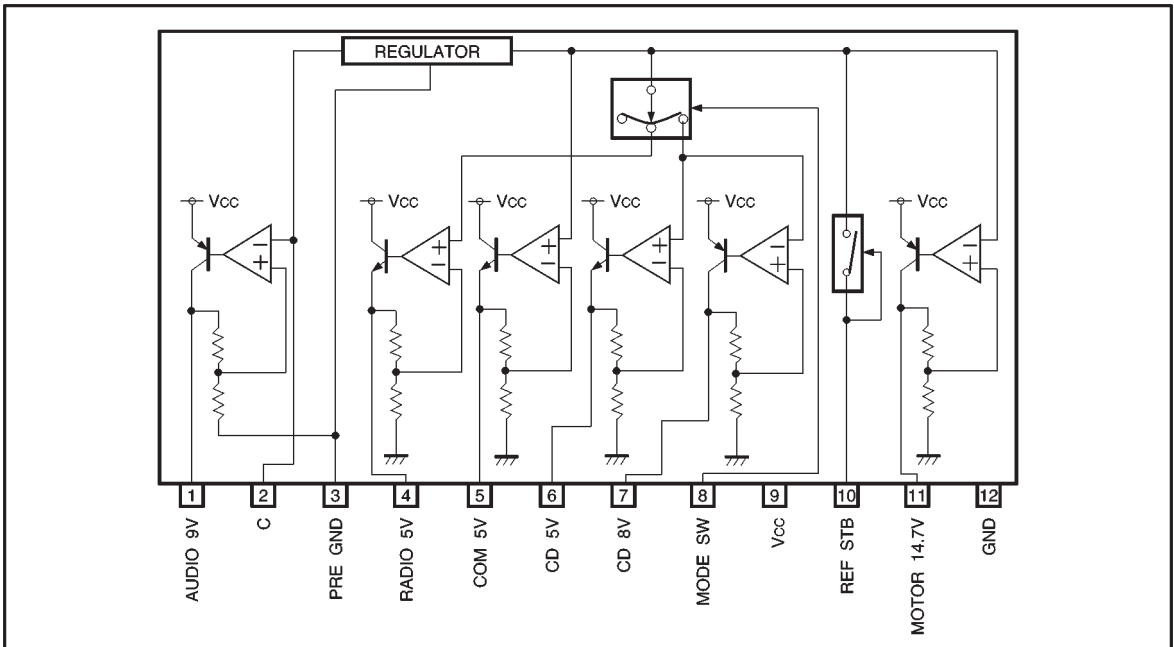 REGULATOR
VCC
VCC
VCC
VCC
VCC
VCC
1
2
3
4
5
6
7
8
9
10
11
12
AUDIO 9V
C
PRE GND
RADIO 5V
COM 5V
CD 5V
CD 8V
MODE SW
VCC
REF STB
MOTOR 14.7V
GND